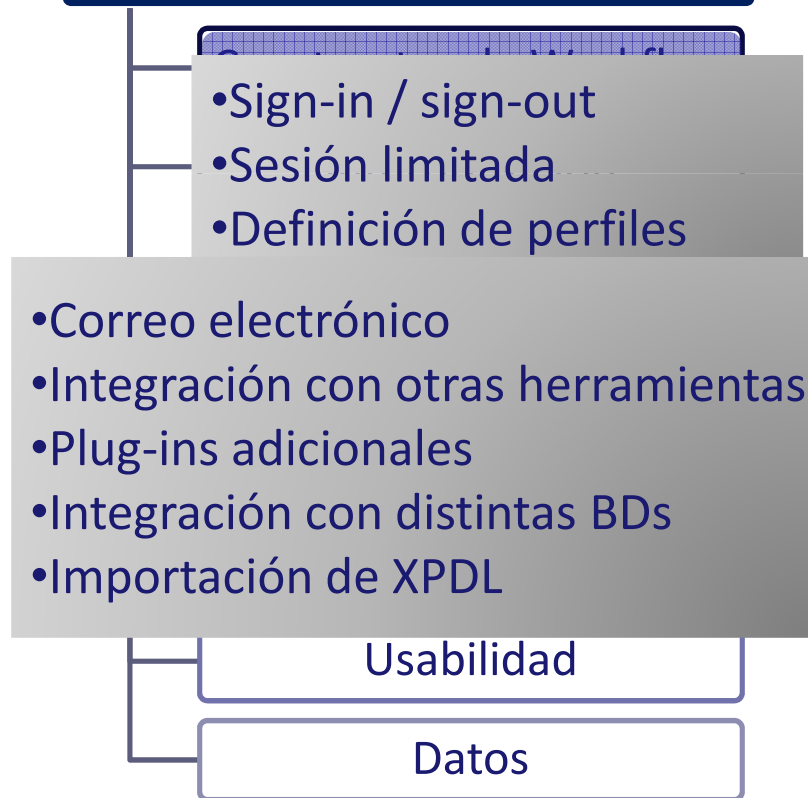 •Sign-in / sign-out
•Sesión limitada
•Definición de perfiles
•Correo electrónico
•Integración con otras herramientas
•Plug-ins adicionales
•Integración con distintas BDs
•Importación de XPDL
Usabilidad
Datos